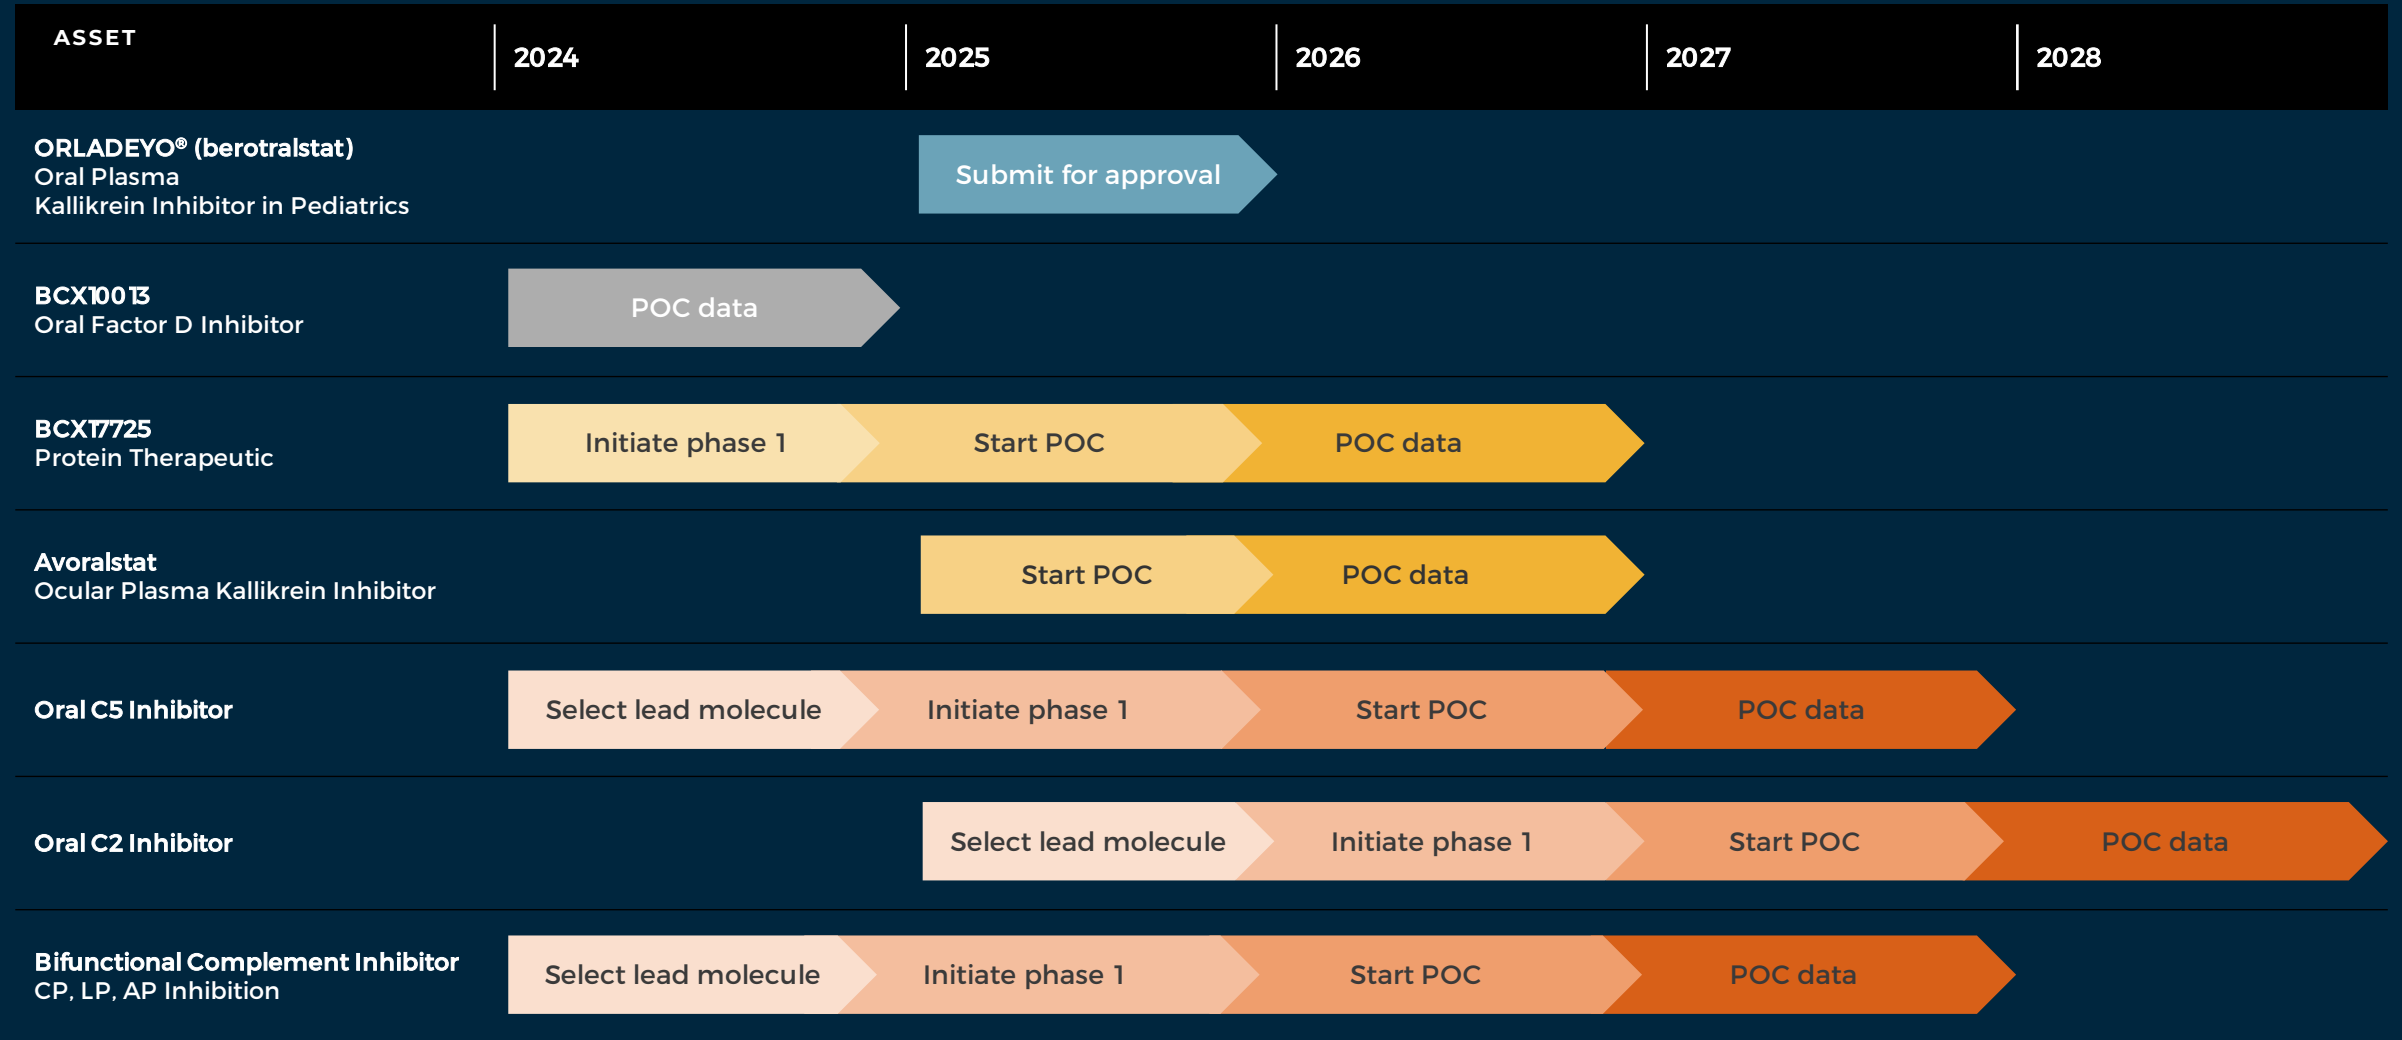 ASSET
2024
2025
2026
2027
2028
ORLADEYO® (berotralstat)
Oral Plasma
Kallikrein Inhibitor in Pediatrics
Submit for approval
BCX10013
Oral Factor D Inhibitor
POC data
BCX17725
Protein Therapeutic
Initiate phase 1
Start POC
POC data
Avoralstat
Ocular Plasma Kallikrein Inhibitor
Start POC
POC data
Oral C5 Inhibitor
Select lead molecule
Initiate phase 1
Start POC
POC data
Oral C2 Inhibitor
Select lead molecule
Initiate phase 1
Start POC
POC data
Bifunctional Complement Inhibitor
CP, LP, AP Inhibition
Select lead molecule
Initiate phase 1
Start POC
POC data